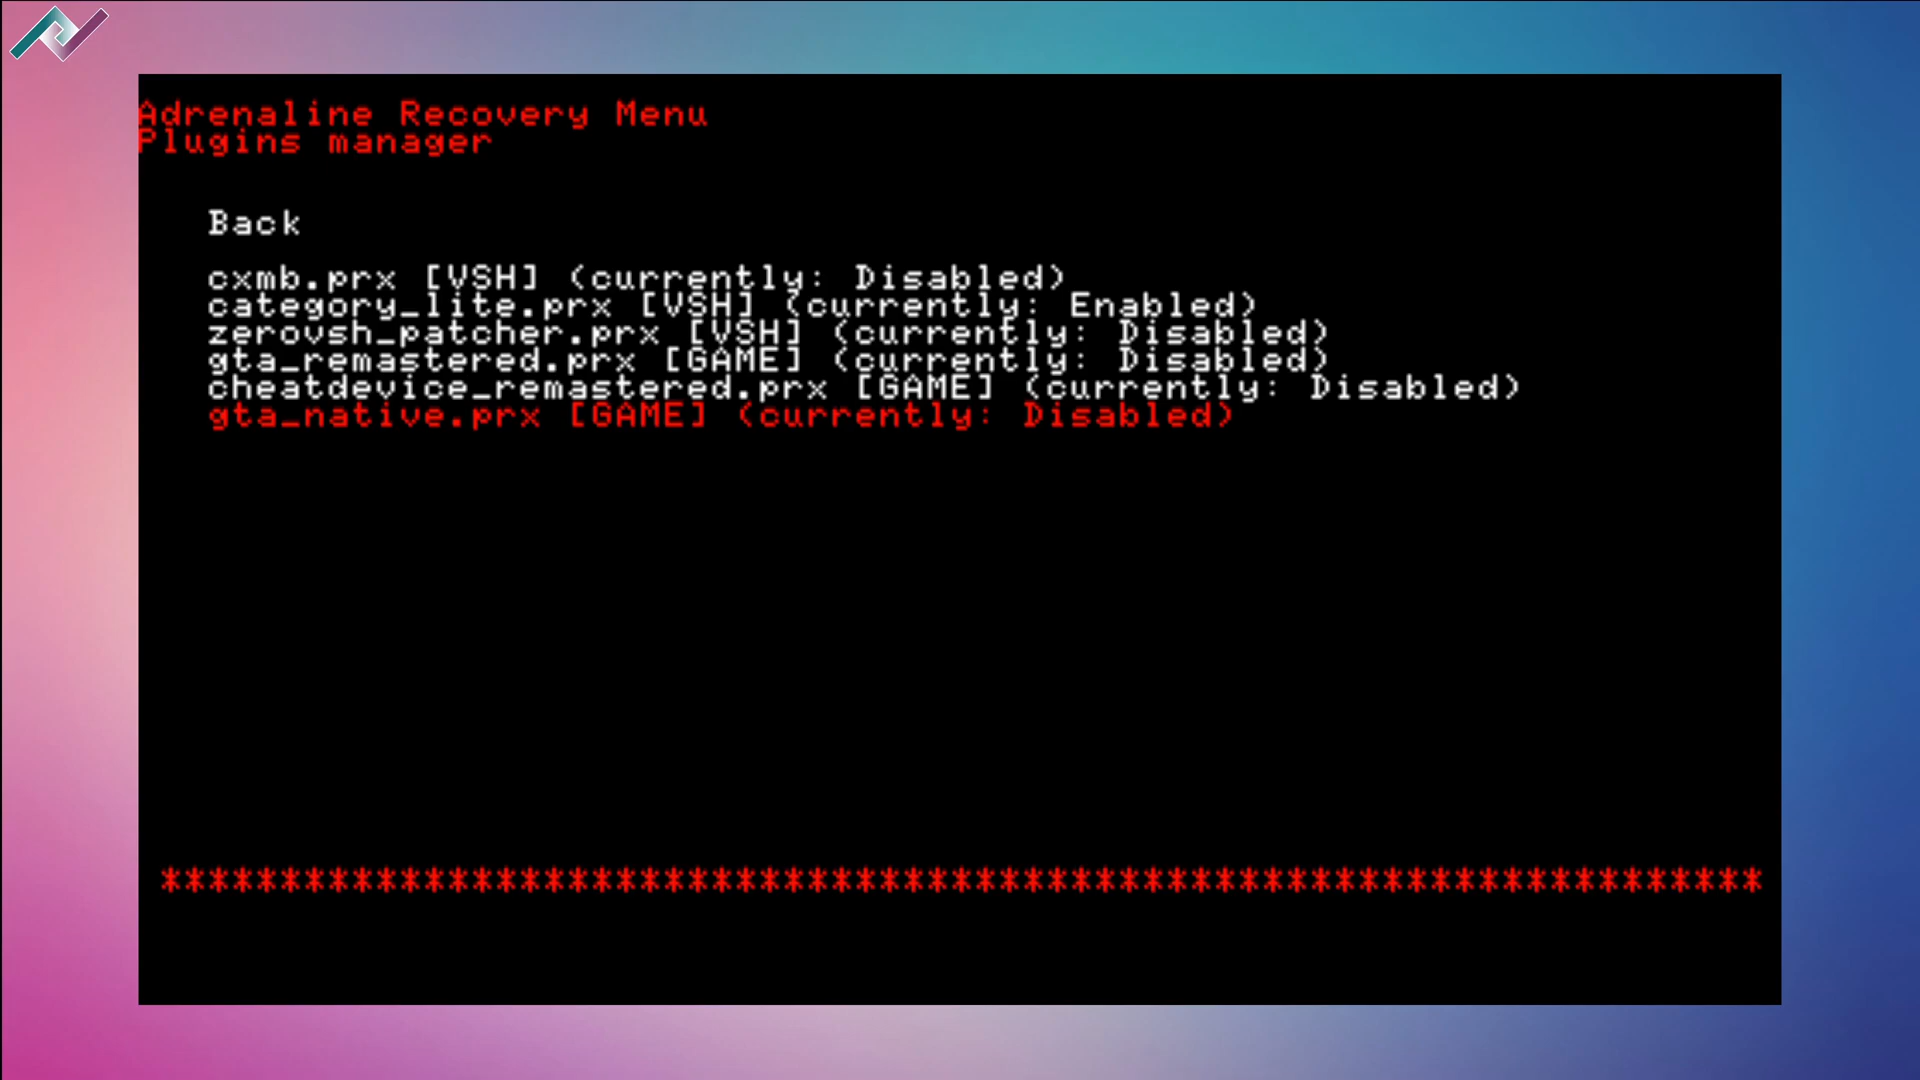 Adrenaline Recovery Menu
Plugins manager
Back
cxmb.prx [VSH] (currently: Disabled)
category_lite.prx [VSH] (currently: Enabled)
zerovsh_patcher.prx [VSH] (currently: Disabled)
gta_remastered.prx [GAME] (currently: Disabled)
cheatdevice_remastered.prx [GAME] (currently: Disabled)
gta_native.prx [GAME] (currently: Disabled)
*******************************************************************